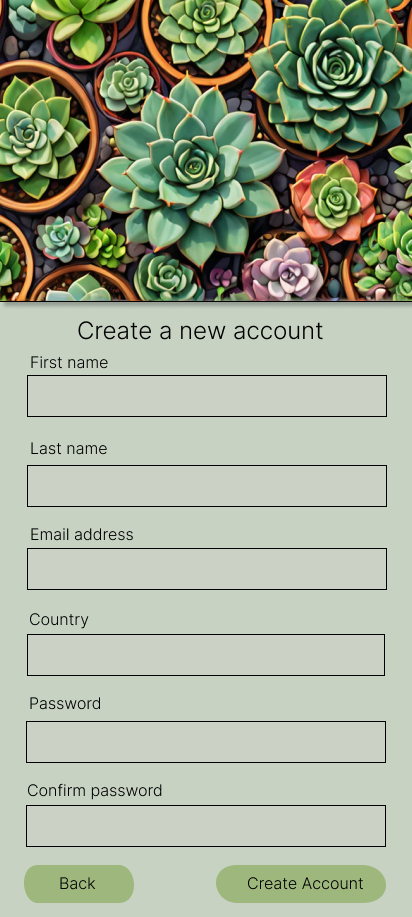 Create a new account
First name
Last name
Email address
Country
Password
Confirm password
Back
Create Account